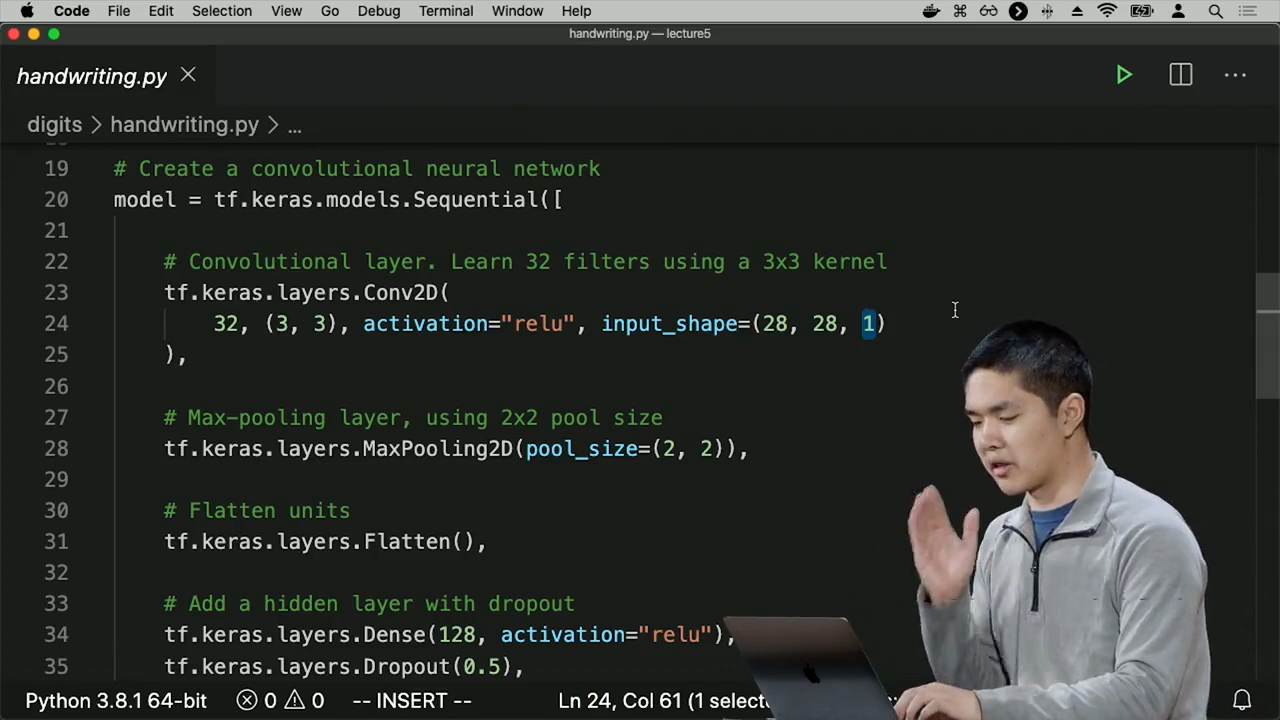 Code File Edit Selection View Go Debug Terminal Window Help
handwriting.py — lecture5
handwriting.py
digits > handwriting.py > ...
19 # Create a convolutional neural network
20 model = tf.keras.models.Sequential([
21
22 # Convolutional layer. Learn 32 filters using a 3x3 kernel
23 tf.keras.layers.Conv2D(
24 32, (3, 3), activation="relu", input_shape=(28, 28, 1)
25 ),
26
27 # Max-pooling layer, using 2x2 pool size
28 tf.keras.layers.MaxPooling2D(pool_size=(2, 2)),
29
30 # Flatten units
31 tf.keras.layers.Flatten(),
32
33 # Add a hidden layer with dropout
34 tf.keras.layers.Dense(128, activation="relu"),
35 tf.keras.layers.Dropout(0.5),
Python 3.8.1 64-bit 0 0 -- INSERT -- Ln 24, Col 61 (1